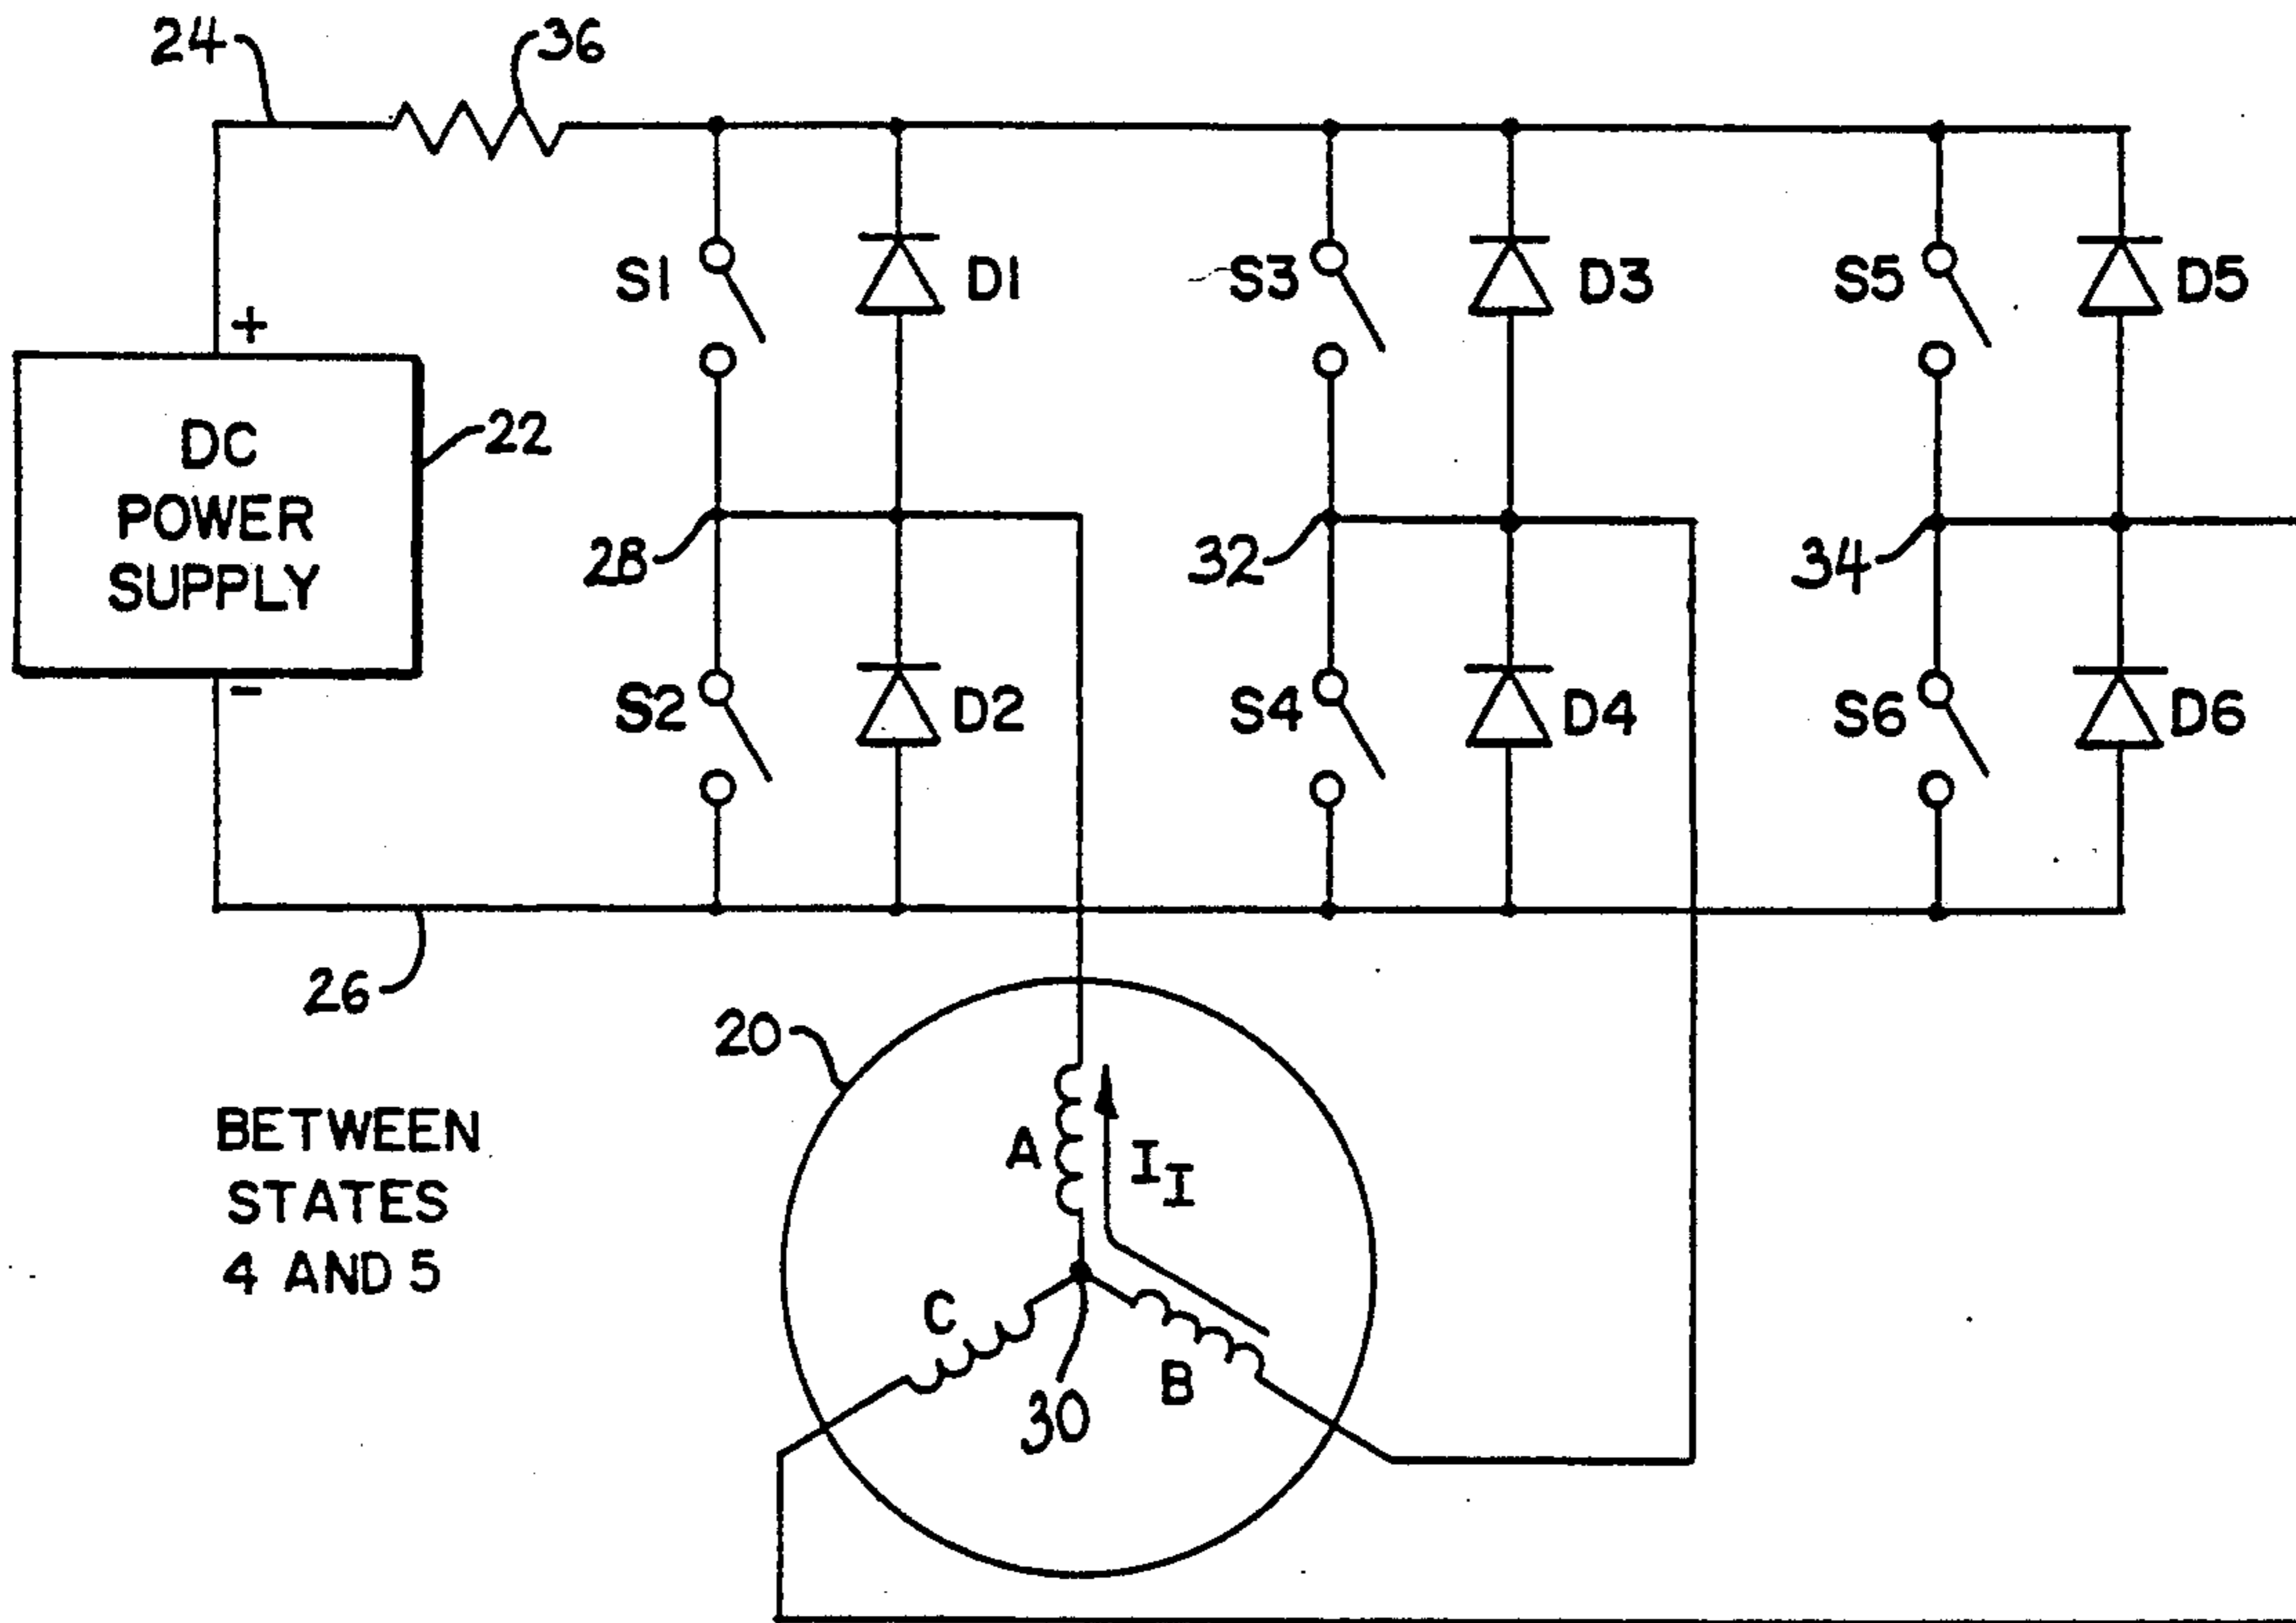 24
36
S1
D1
S3
D3
S5
D5
+
DC
POWER
SUPPLY
22
28
32
34
-
S2
D2
S4
D4
S6
D6
26
20
BETWEEN
STATES
4 AND 5
A
I_I
C
B
30